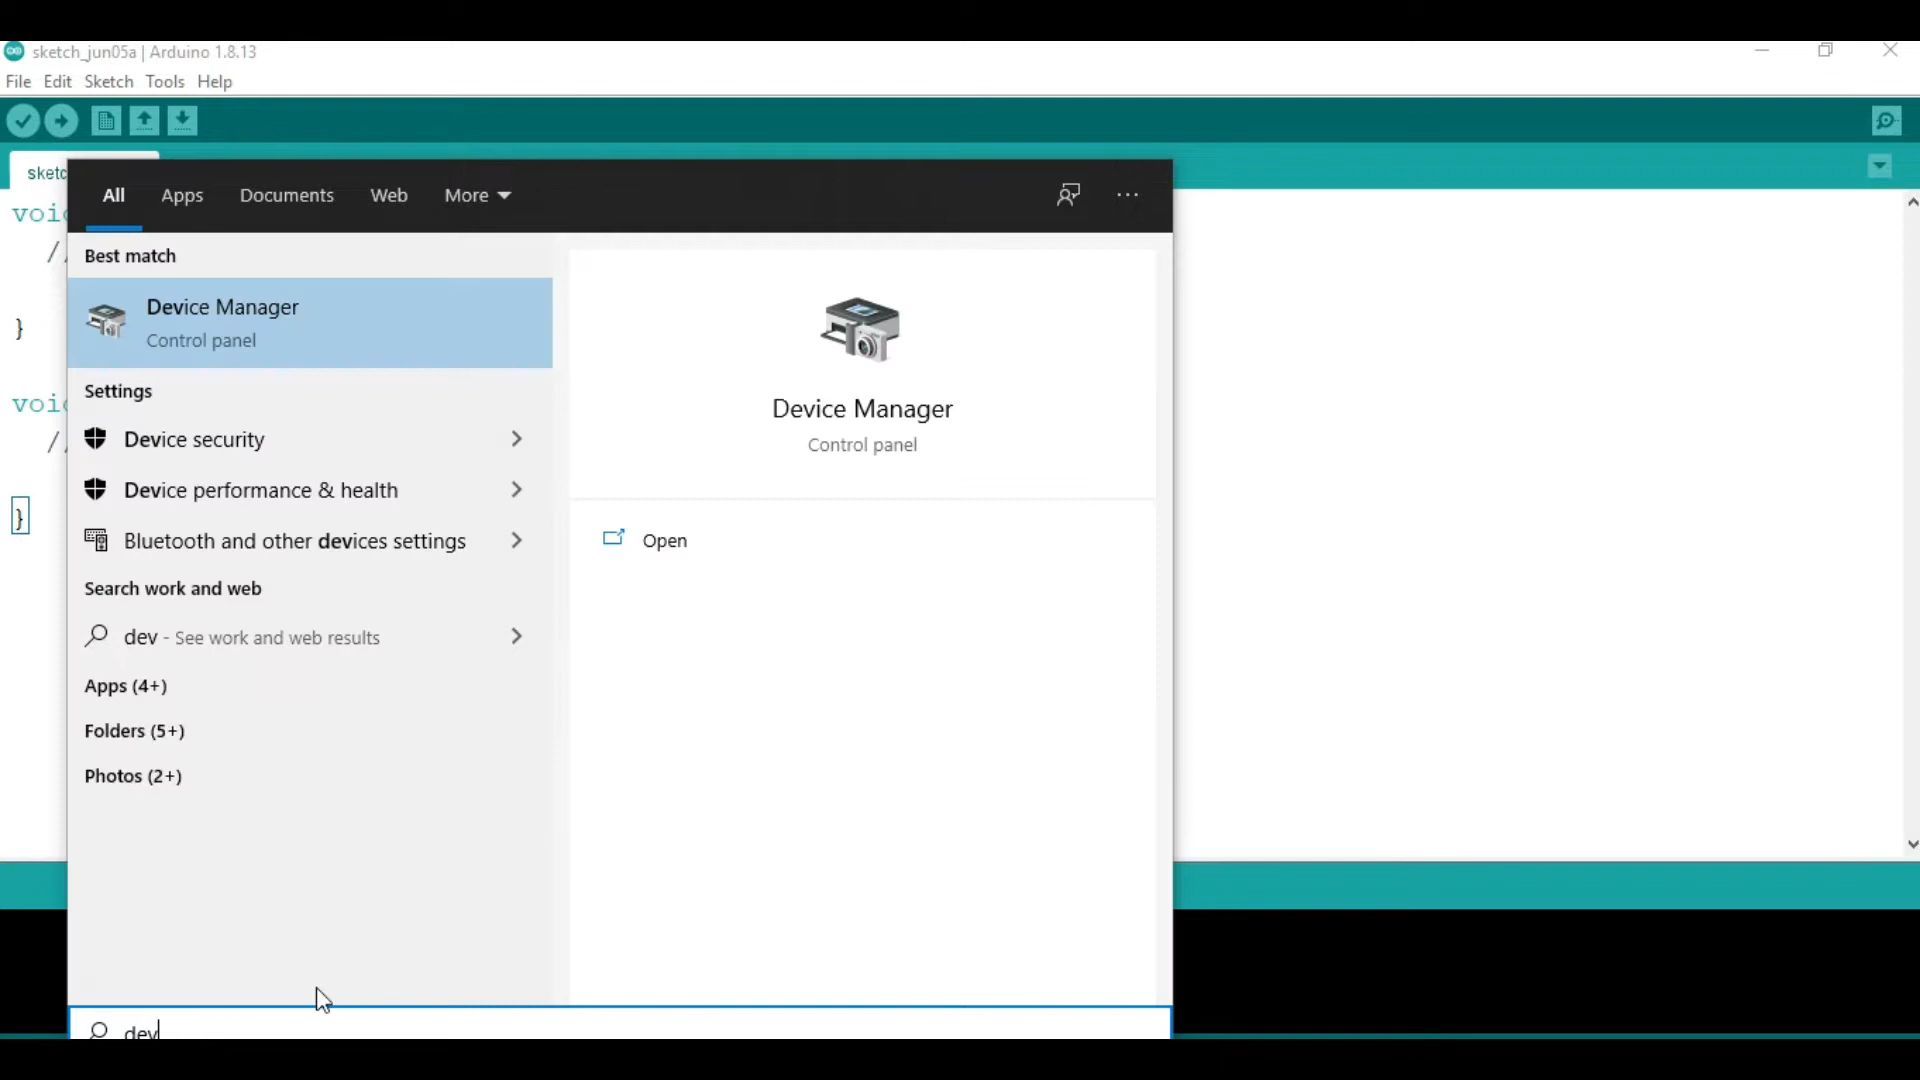 sketch_jun05a | Arduino 1.8.13
File Edit Sketch Tools Help
sketc
All Apps Documents Web More
voi
//
}
voi
//
}
Best match
Device Manager
Control panel
Settings
Device security
Device performance & health
Bluetooth and other devices settings
Search work and web
dev - See work and web results
Apps (4+)
Folders (5+)
Photos (2+)
Device Manager
Control panel
Open
dev